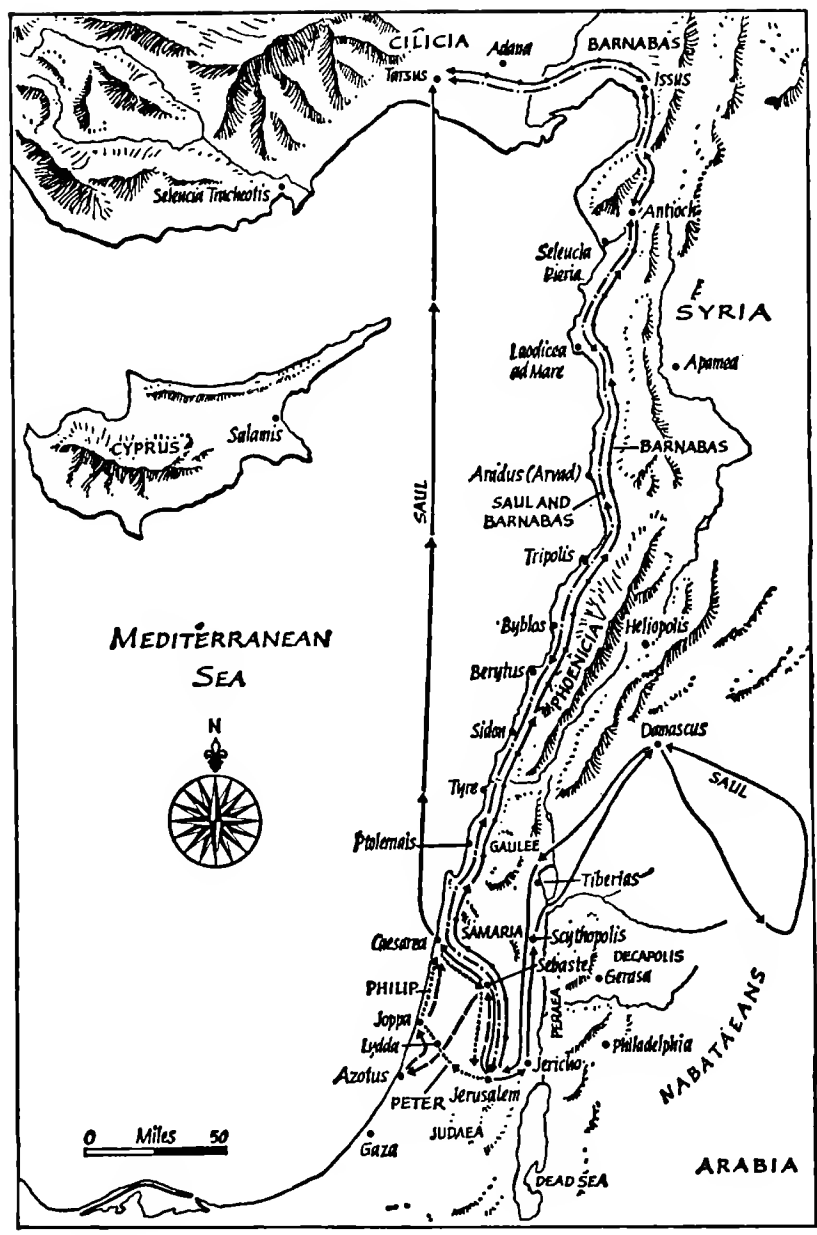 CILICIA
Adana
BARNABAS
Tarsus
Issus
Seleucia Tracheotis
Antioch
Seleucia
Pieria
SYRIA
Laodicea
ad Mare
Apamea
CYPRUS
Salamis
BARNABAS
Aradus (Arvad)
SAUL AND
BARNABAS
SAUL
Tripolis
MEDITERRANEAN
SEA
Byblos
Heliopolis
PHOENICIA
Berytus
N
Sidon
Damascus
SAUL
Tyre
Ptolemais
GALILEE
Tiberias
Caesarea
SAMARIA
Scythopolis
DECAPOLIS
Sebaste
Gerasa
PHILIP
PERAEA
Joppa
NABATAEANS
Lydda
Philadelphia
Jericho
Azotus
PETER
Jerusalem
0 Miles 50
JUDAEA
Gaza
ARABIA
DEAD SEA